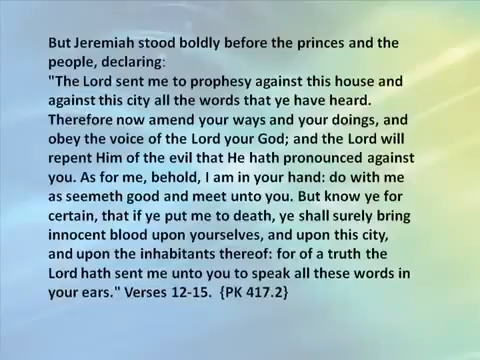 But Jeremiah stood boldly before the princes and the
people, declaring:
"The Lord sent me to prophesy against this house and
against this city all the words that ye have heard.
Therefore now amend your ways and your doings, and
obey the voice of the Lord your God; and the Lord will
repent Him of the evil that He hath pronounced against
you. As for me, behold, I am in your hand: do with me
as seemeth good and meet unto you. But know ye for
certain, that if ye put me to death, ye shall surely bring
innocent blood upon yourselves, and upon this city,
and upon the inhabitants thereof: for of a truth the
Lord hath sent me unto you to speak all these words in
your ears." Verses 12-15.  {PK 417.2}